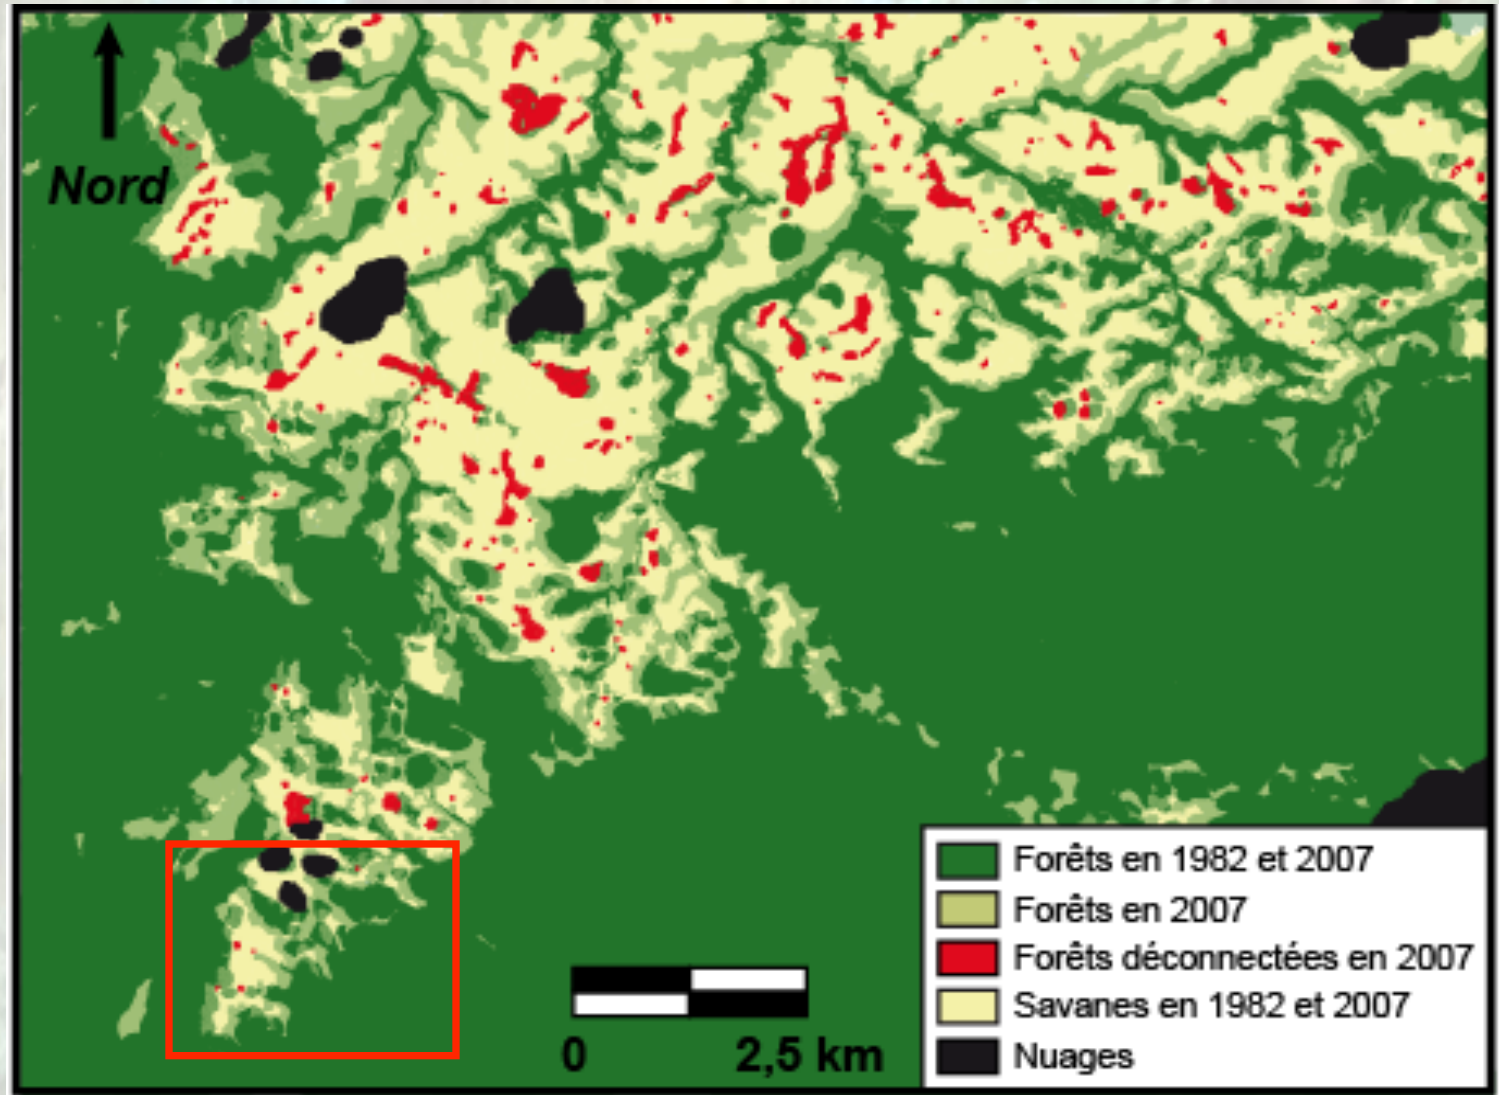 Nord
Forêts en 1982 et 2007
Forêts en 2007
Forêts déconnectées en 2007
Savanes en 1982 et 2007
Nuages
0 2,5 km